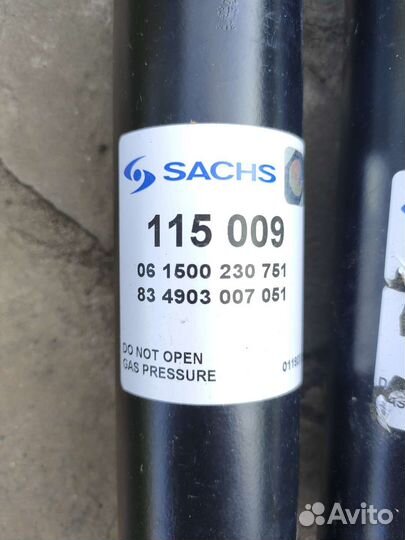 SACHS
115 009
06 1500 230 751
83 4903 007 051
DO NOT OPEN
GAS PRESSURE
Avito